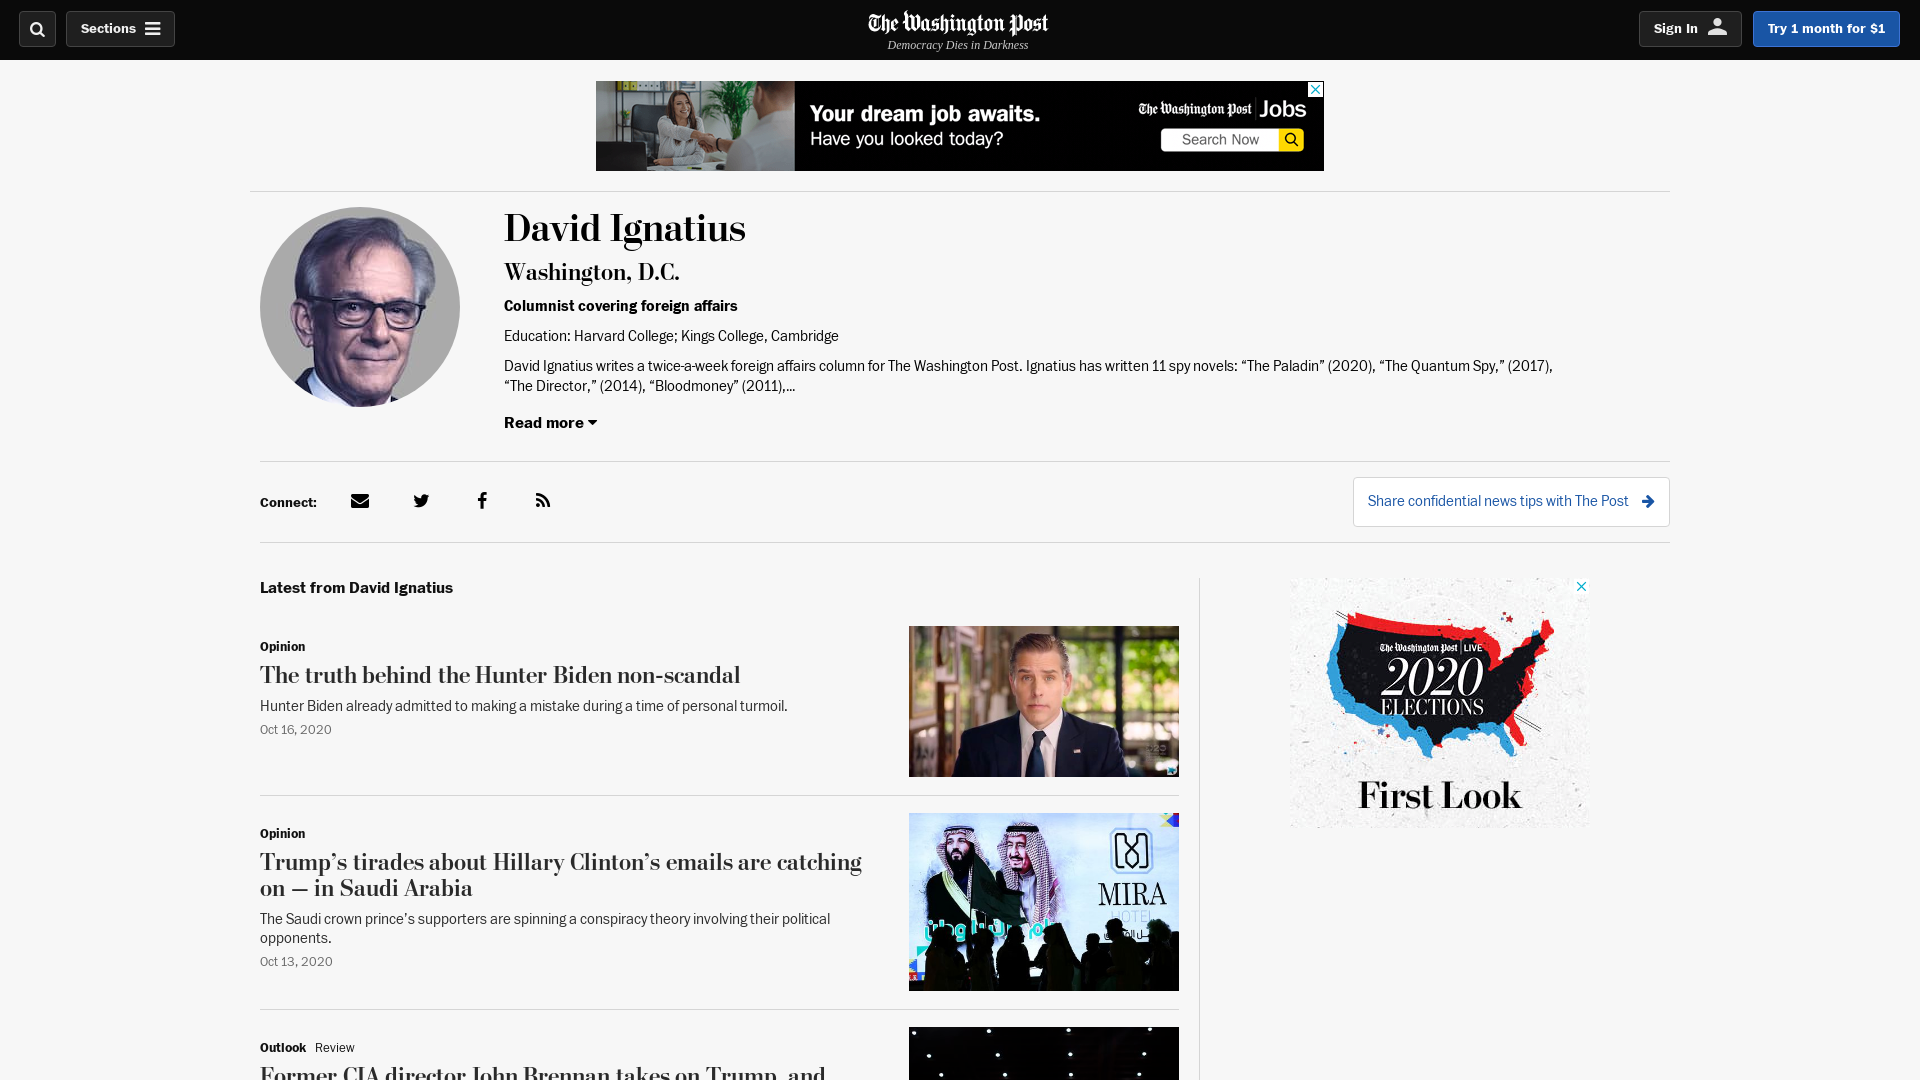 Sections
The Washington Post
Democracy Dies in Darkness
Sign In
Try 1 month for $1
Your dream job awaits.
Have you looked today?
The Washington Post | Jobs
Search Now
David Ignatius
Washington, D.C.
Columnist covering foreign affairs
Education: Harvard College; Kings College, Cambridge
David Ignatius writes a twice-a-week foreign affairs column for The Washington Post. Ignatius has written 11 spy novels: “The Paladin” (2020), “The Quantum Spy,” (2017),
“The Director,” (2014), “Bloodmoney” (2011),...
Read more
Connect:
Share confidential news tips with The Post
Latest from David Ignatius
Opinion
The truth behind the Hunter Biden non-scandal
Hunter Biden already admitted to making a mistake during a time of personal turmoil.
Oct 16, 2020
The Washington Post | LIVE
2020
ELECTIONS
First Look
Opinion
Trump’s tirades about Hillary Clinton’s emails are catching
on — in Saudi Arabia
The Saudi crown prince’s supporters are spinning a conspiracy theory involving their political
opponents.
Oct 13, 2020
MIRA
HOTEL
Outlook Review
Former CIA director John Brennan takes on Trump, and